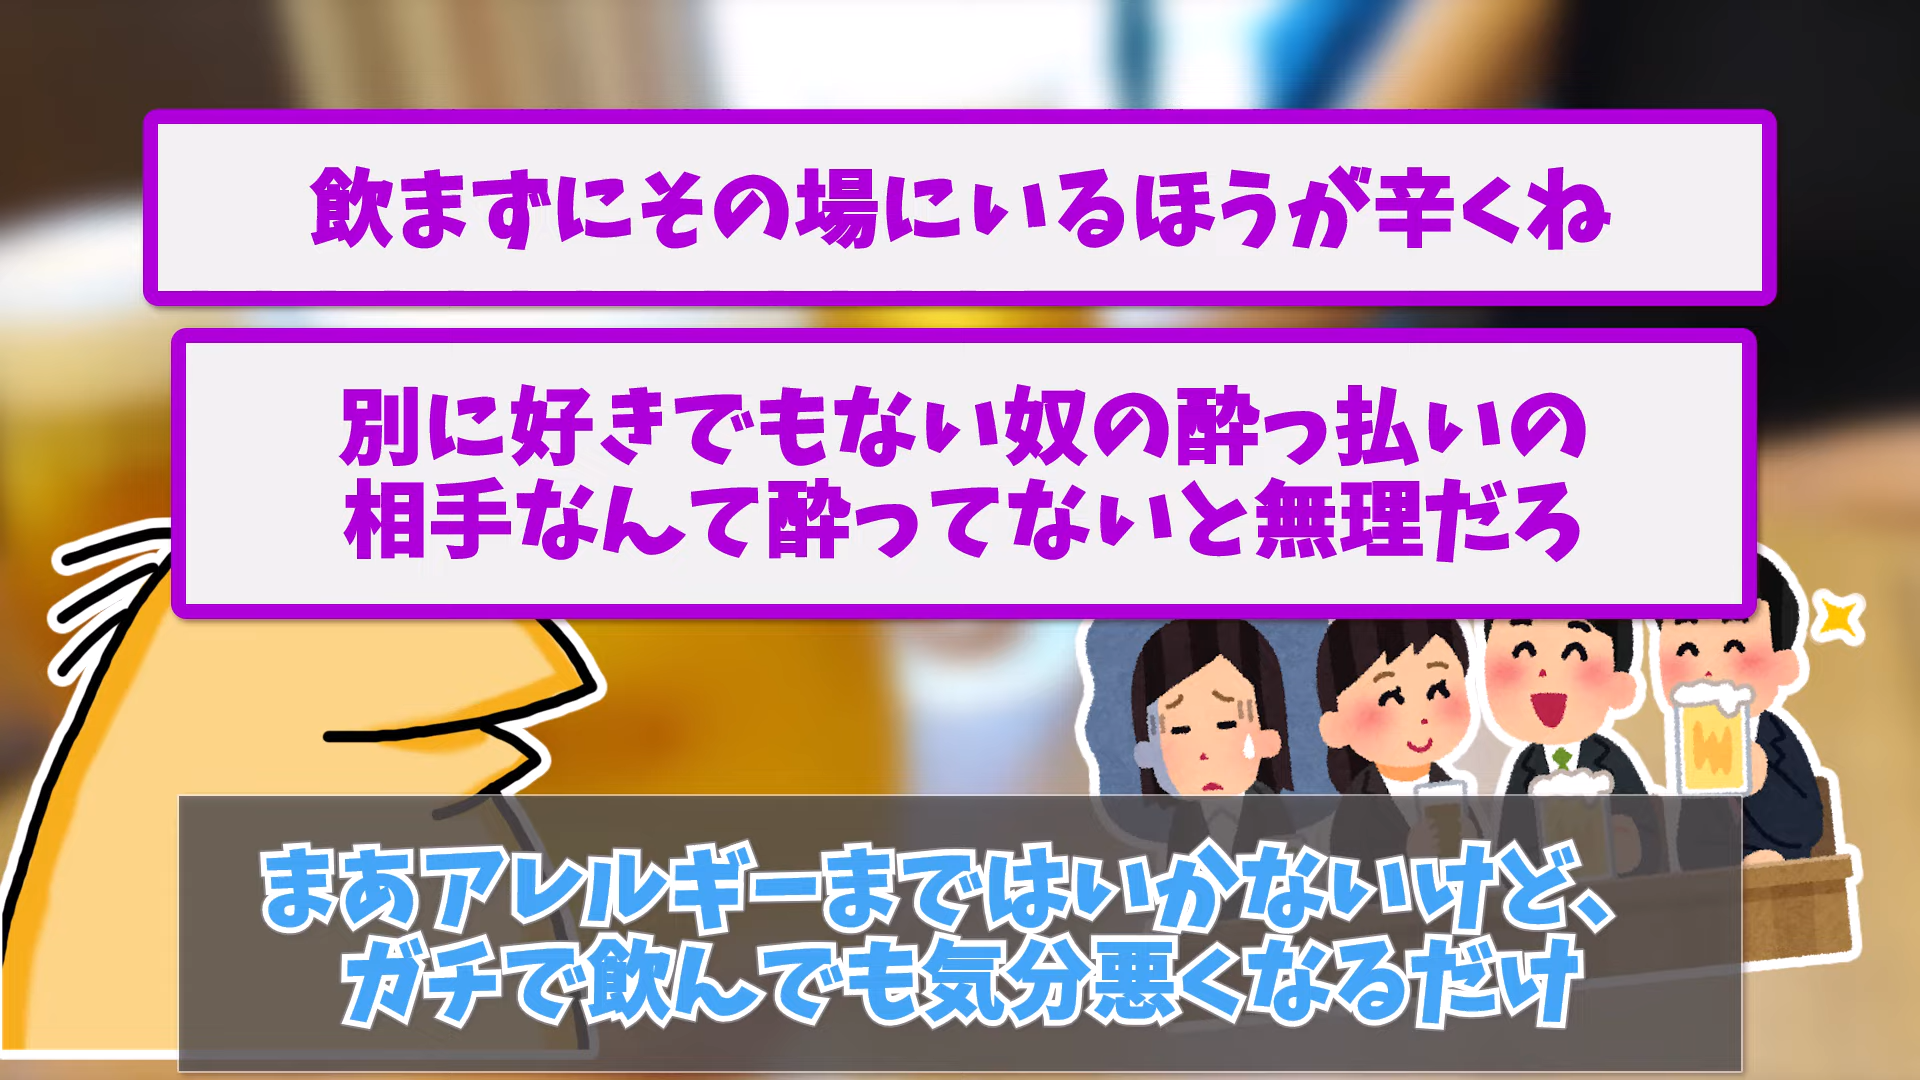 飲まずにその場にいるほうが辛くね
別に好きでもない奴の酔っ払いの
相手なんて酔ってないと無理だろ
まあアレルギーまではいかないけど、
ガチで飲んでも気分悪くなるだけ